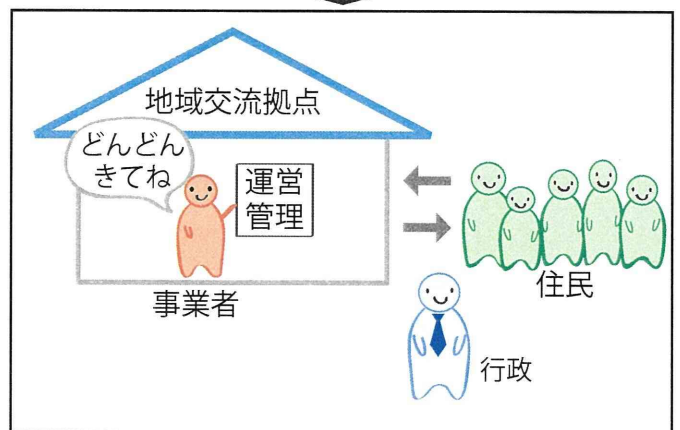 地域交流拠点
どんどん
きてね
運営
管理
事業者
住民
行政